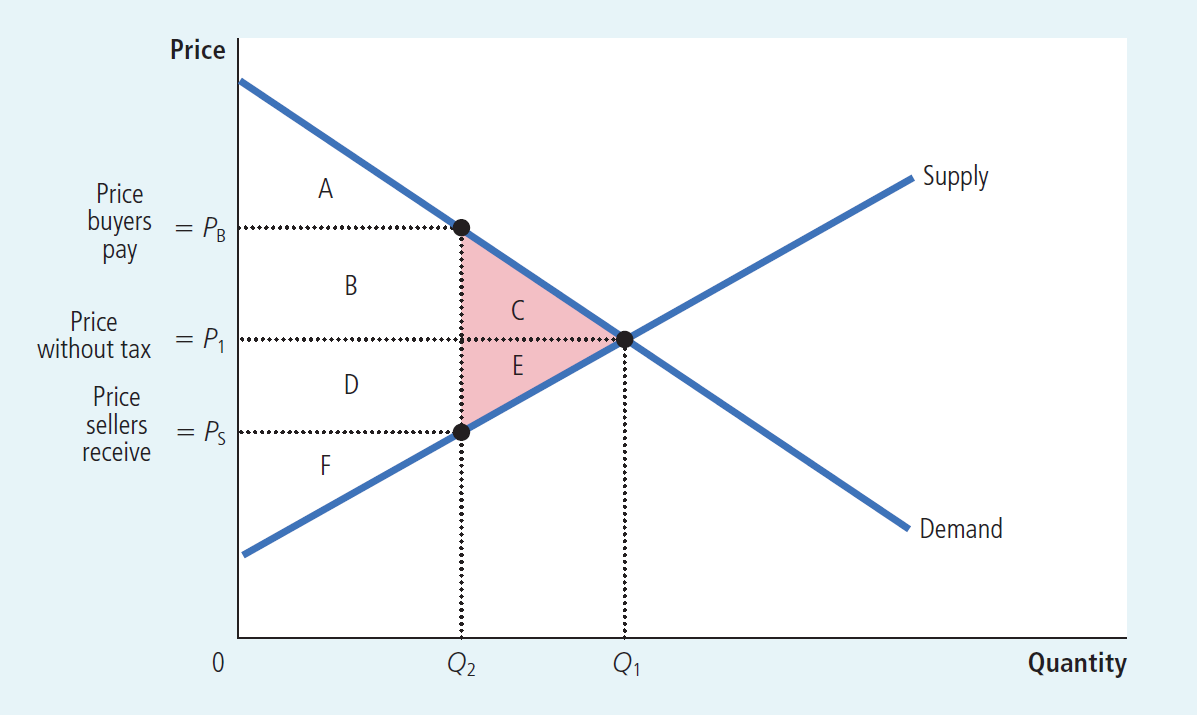 Price
A
Price
buyers
pay
= P_B
B
Supply
C
Price
without tax
= P_1
E
D
Price
sellers
receive
= P_S
F
Demand
0
Q_2
Q_1
Quantity